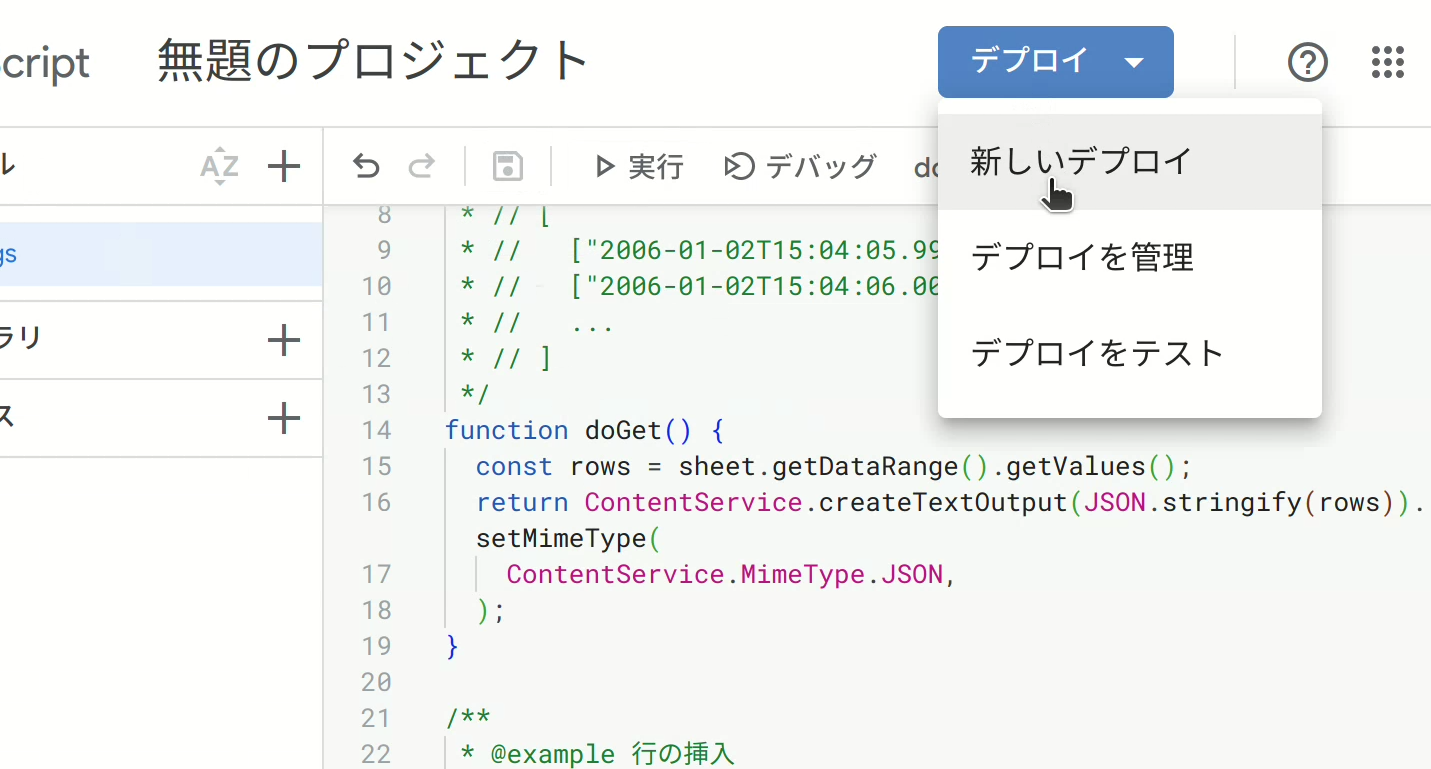 cript 無題のプロジェクト デプロイ
ル AZ 実行 デバッグ do
新しいデプロイ
デプロイを管理
デプロイをテスト
gs
ラリ
ス
8 * // [
9 * //   ["2006-01-02T15:04:05.99
10 * //   ["2006-01-02T15:04:06.00
11 * //   ...
12 * // ]
13 */
14 function doGet() {
15   const rows = sheet.getDataRange().getValues();
16   return ContentService.createTextOutput(JSON.stringify(rows)).
setMimeType(
17     ContentService.MimeType.JSON,
18   );
19 }
20
21 /**
22 * @example 行の挿入